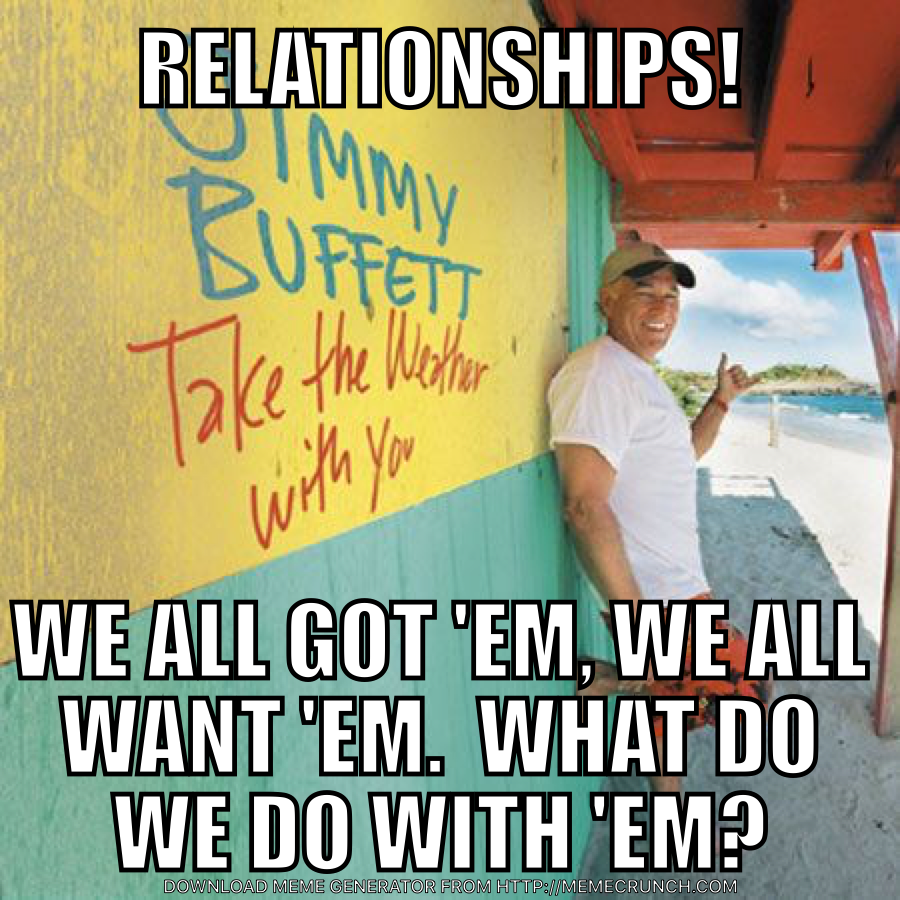 RELATIONSHIPS!
JIMMY
BUFFETT
Take the Weather
with You
WE ALL GOT 'EM, WE ALL
WANT 'EM. WHAT DO
WE DO WITH 'EM?
DOWNLOAD MEME GENERATOR FROM HTTP://MEMECRUNCH.COM